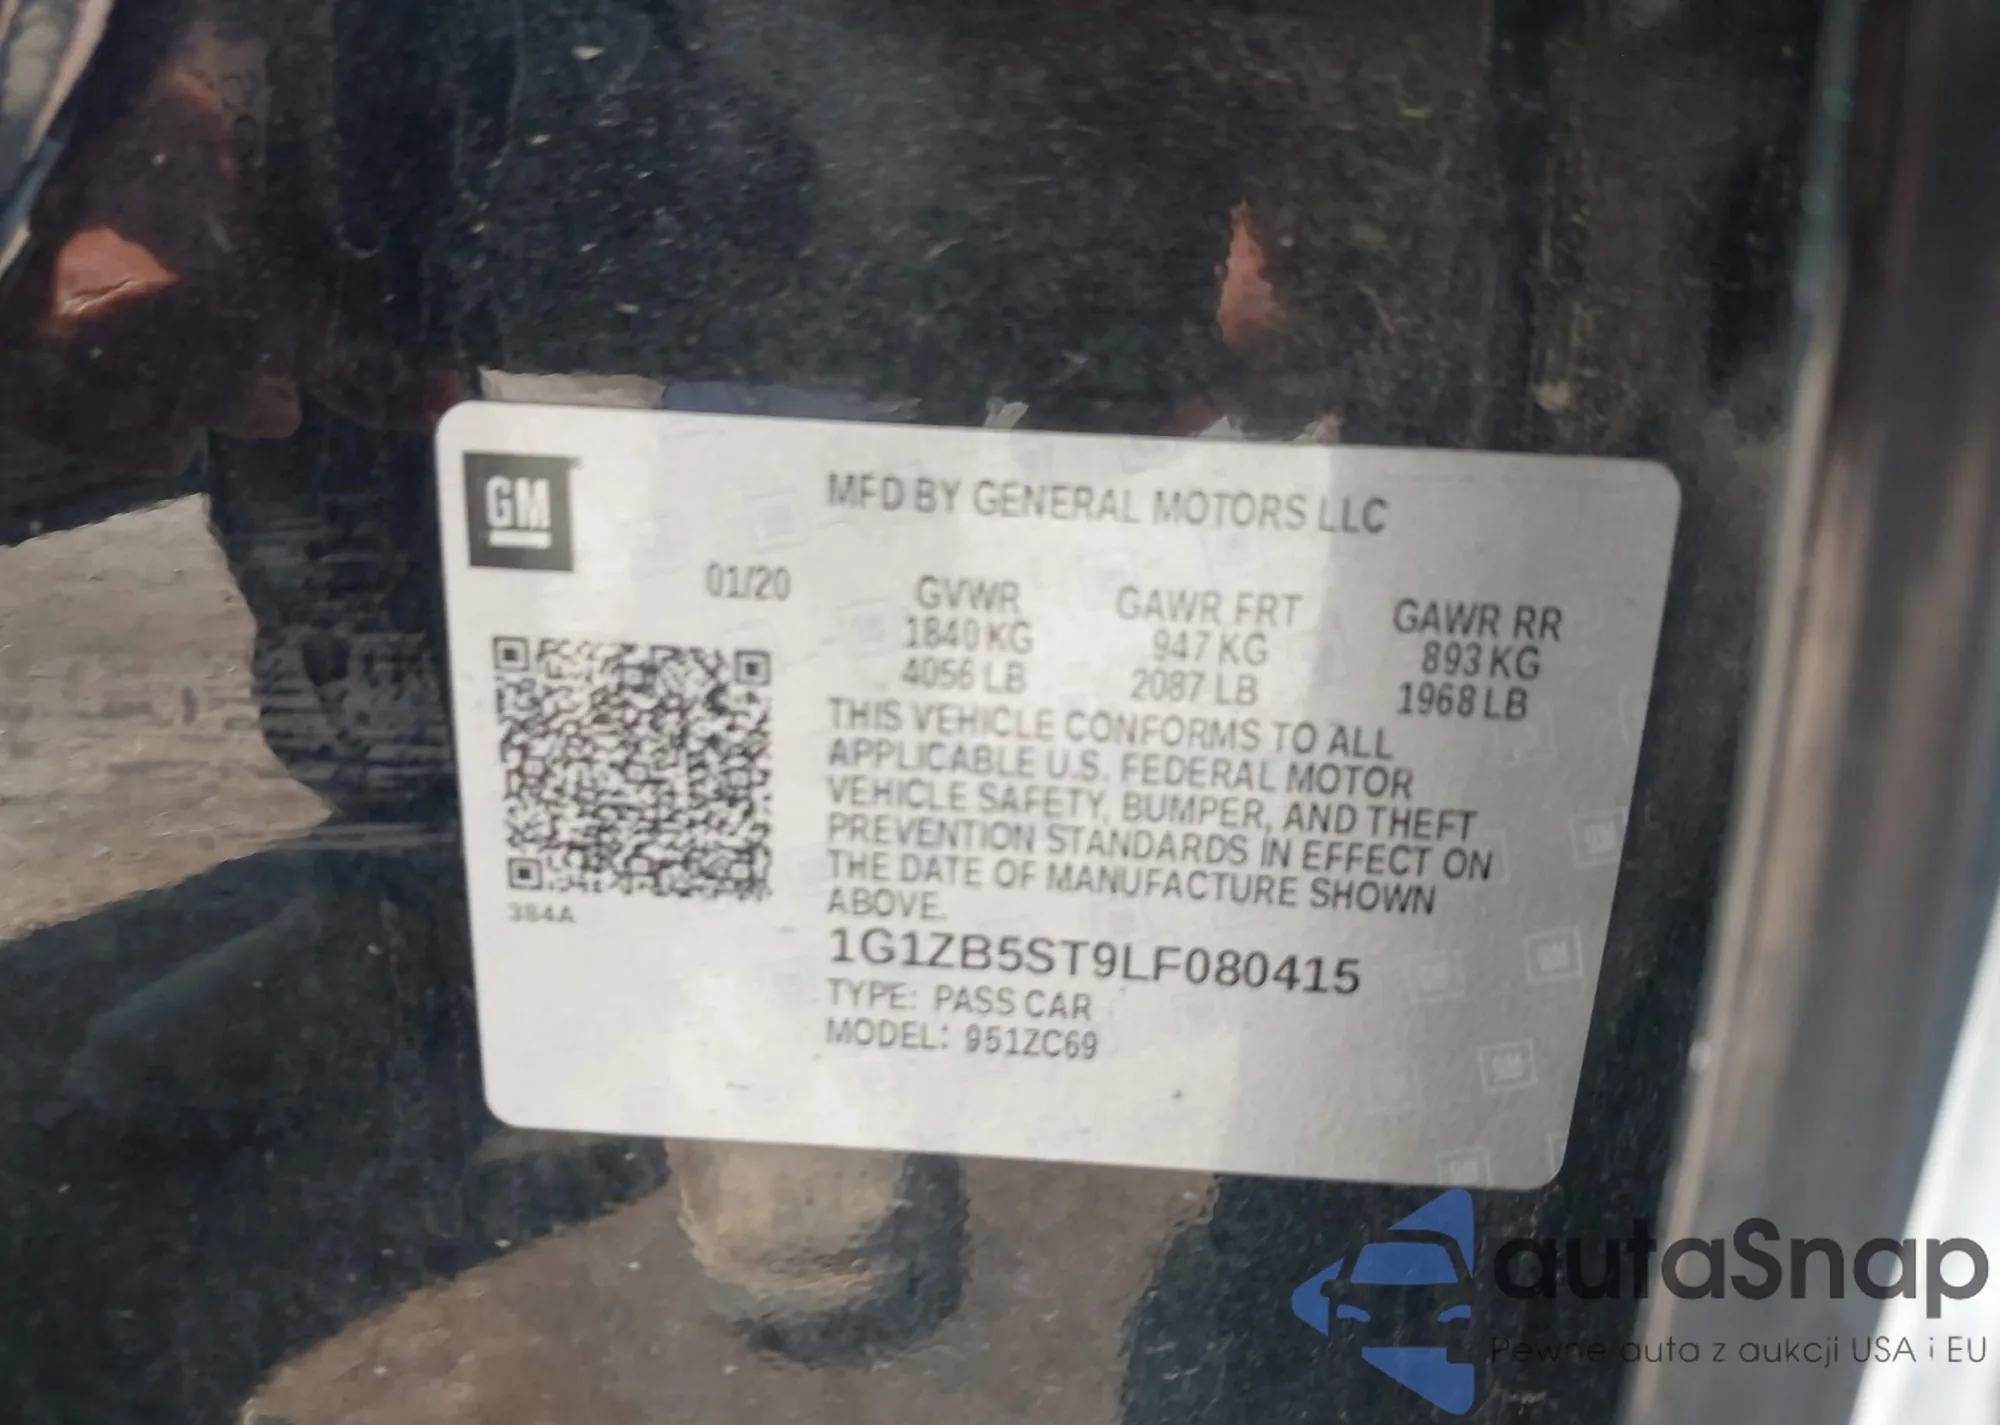 GM
MFD BY GENERAL MOTORS LLC
01/20
GVWR
1840 KG
4056 LB
GAWR FRT
947 KG
2087 LB
GAWR RR
893 KG
1968 LB
THIS VEHICLE CONFORMS TO ALL
APPLICABLE U.S. FEDERAL MOTOR
VEHICLE SAFETY, BUMPER, AND THEFT
PREVENTION STANDARDS IN EFFECT ON
THE DATE OF MANUFACTURE SHOWN
ABOVE.
384A
1G1ZB5ST9LF080415
TYPE: PASS CAR
MODEL: 951ZC69
autaSnap
Pewne auta z aukcji USA i EU